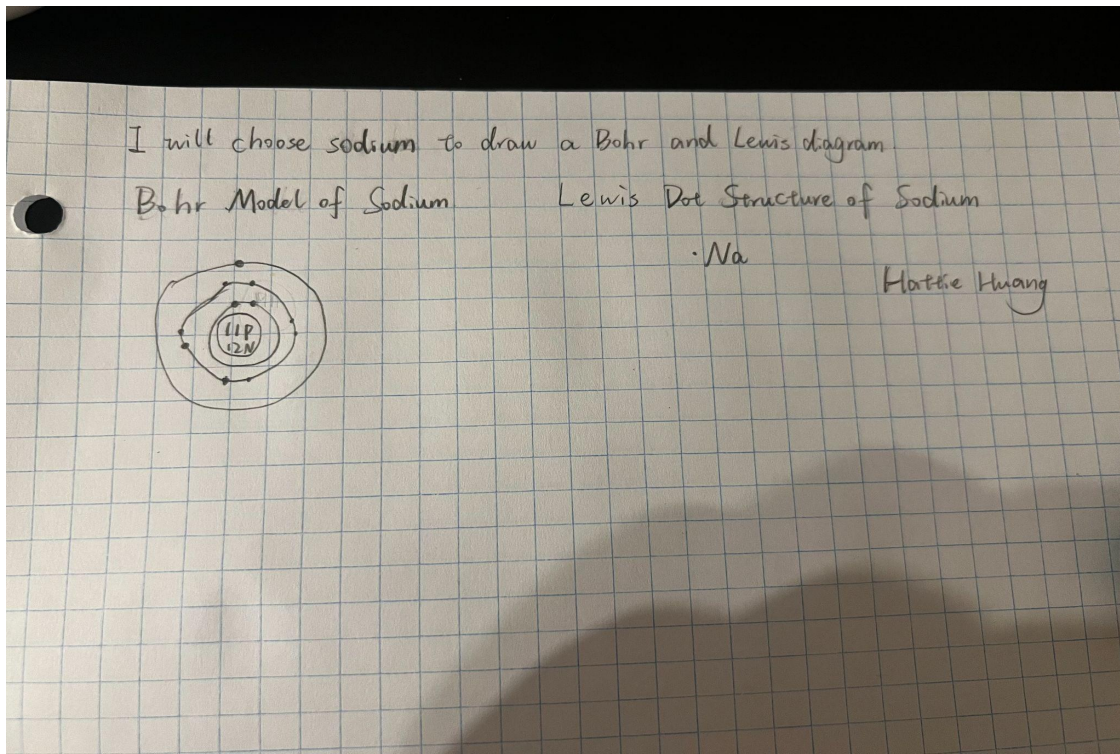 I will choose sodium to draw a Bohr and Lewis diagram.
Bohr Model of Sodium Lewis Dot Structure of Sodium
·Na
Hattie Huang
11P
12N